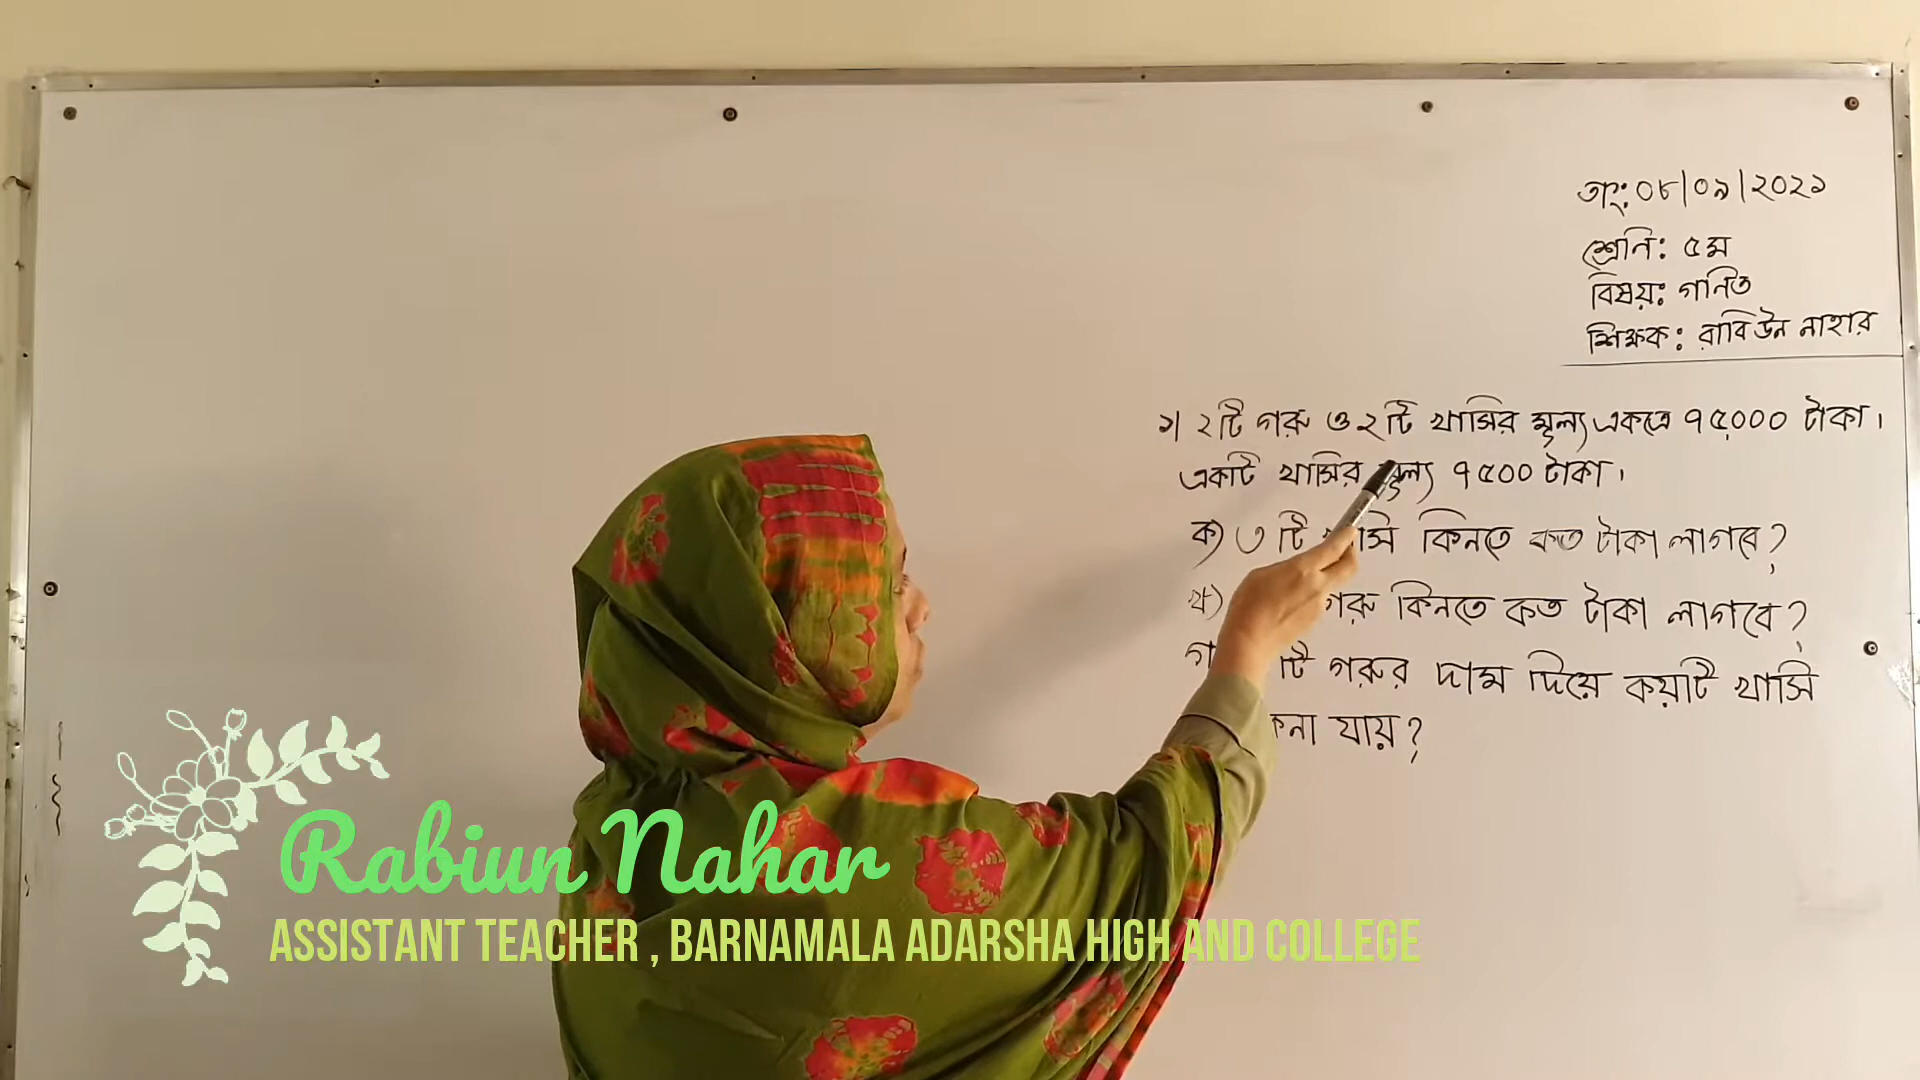 তাং: ০৮/০৯/২০২১
শ্রেনি: ৫ম
বিষয়: গনিত
শিক্ষক: রাবিউন নাহার
১। ২টি গরু ও ২টি খাসির মূল্য একত্রে ৭৫০০০ টাকা।
একটি খাসির মূল্য ৭৫০০ টাকা।
ক) ৩ টি কিনতে কত টাকা লাগবে?
খ) গরু কিনতে কত টাকা লাগবে?
টি গরুর দাম দিয়ে কয়টি খাসি
যায়?
Rabiun Nahar
ASSISTANT TEACHER , BARNAMALA ADARSHA HIGH AND COLLEGE